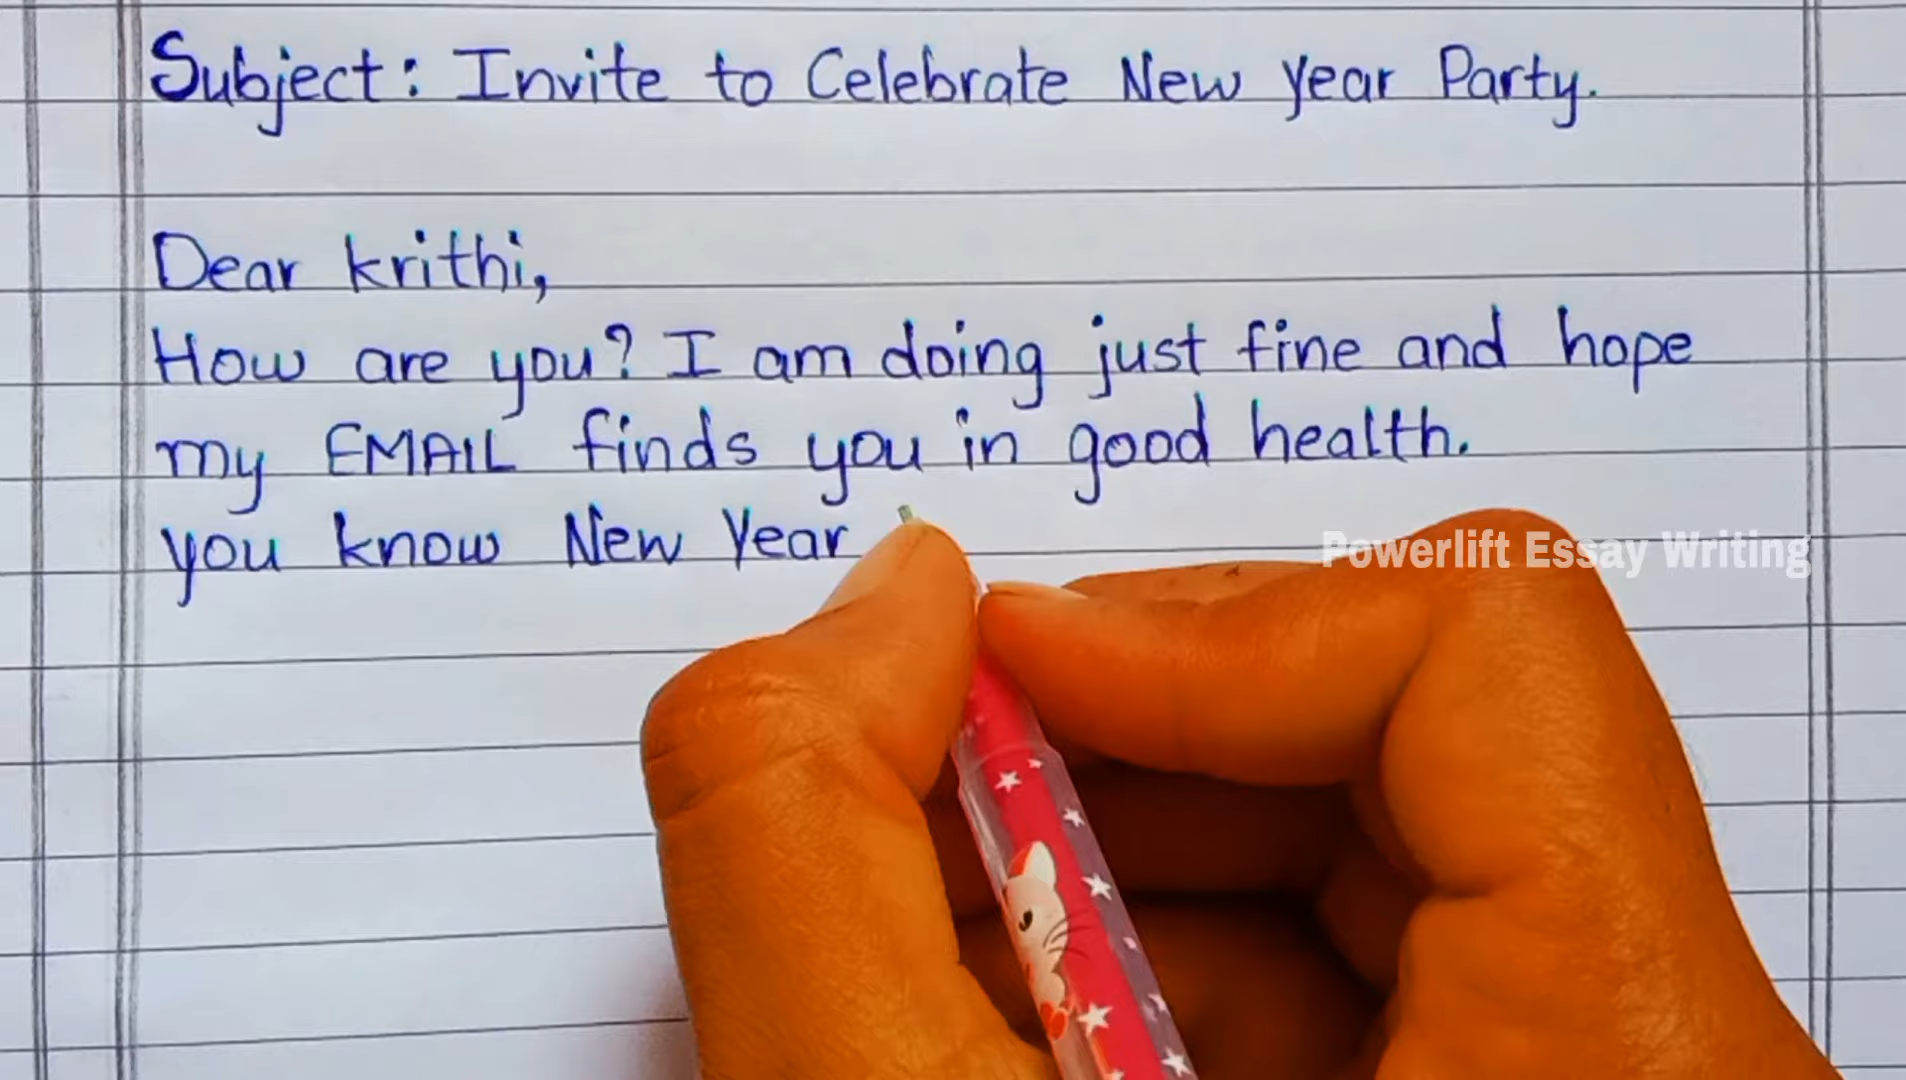 Subject: Invite to Celebrate New Year Party.
Dear krithi,
How are you? I am doing just fine and hope
my EMAIL finds you in good health.
you know New Year
Powerlift Essay Writing